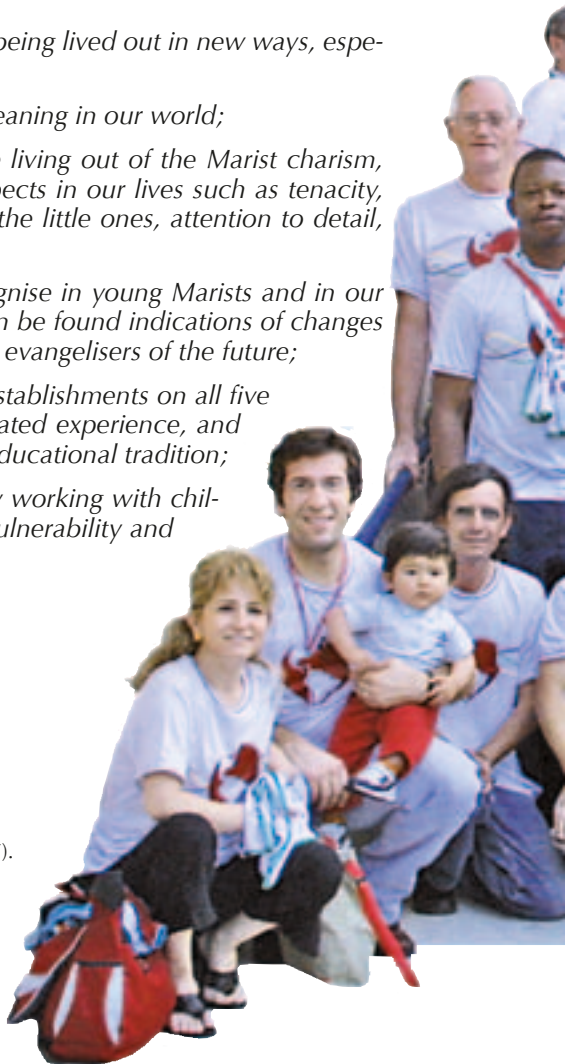 being lived out in new ways, espe-
eaning in our world;
living out of the Marist charism,
pects in our lives such as tenacity,
the little ones, attention to detail,
gnise in young Marists and in our
n be found indications of changes
evangelisers of the future;
stablishments on all five
ated experience, and
ducational tradition;
working with chil-
ulnerability and
).